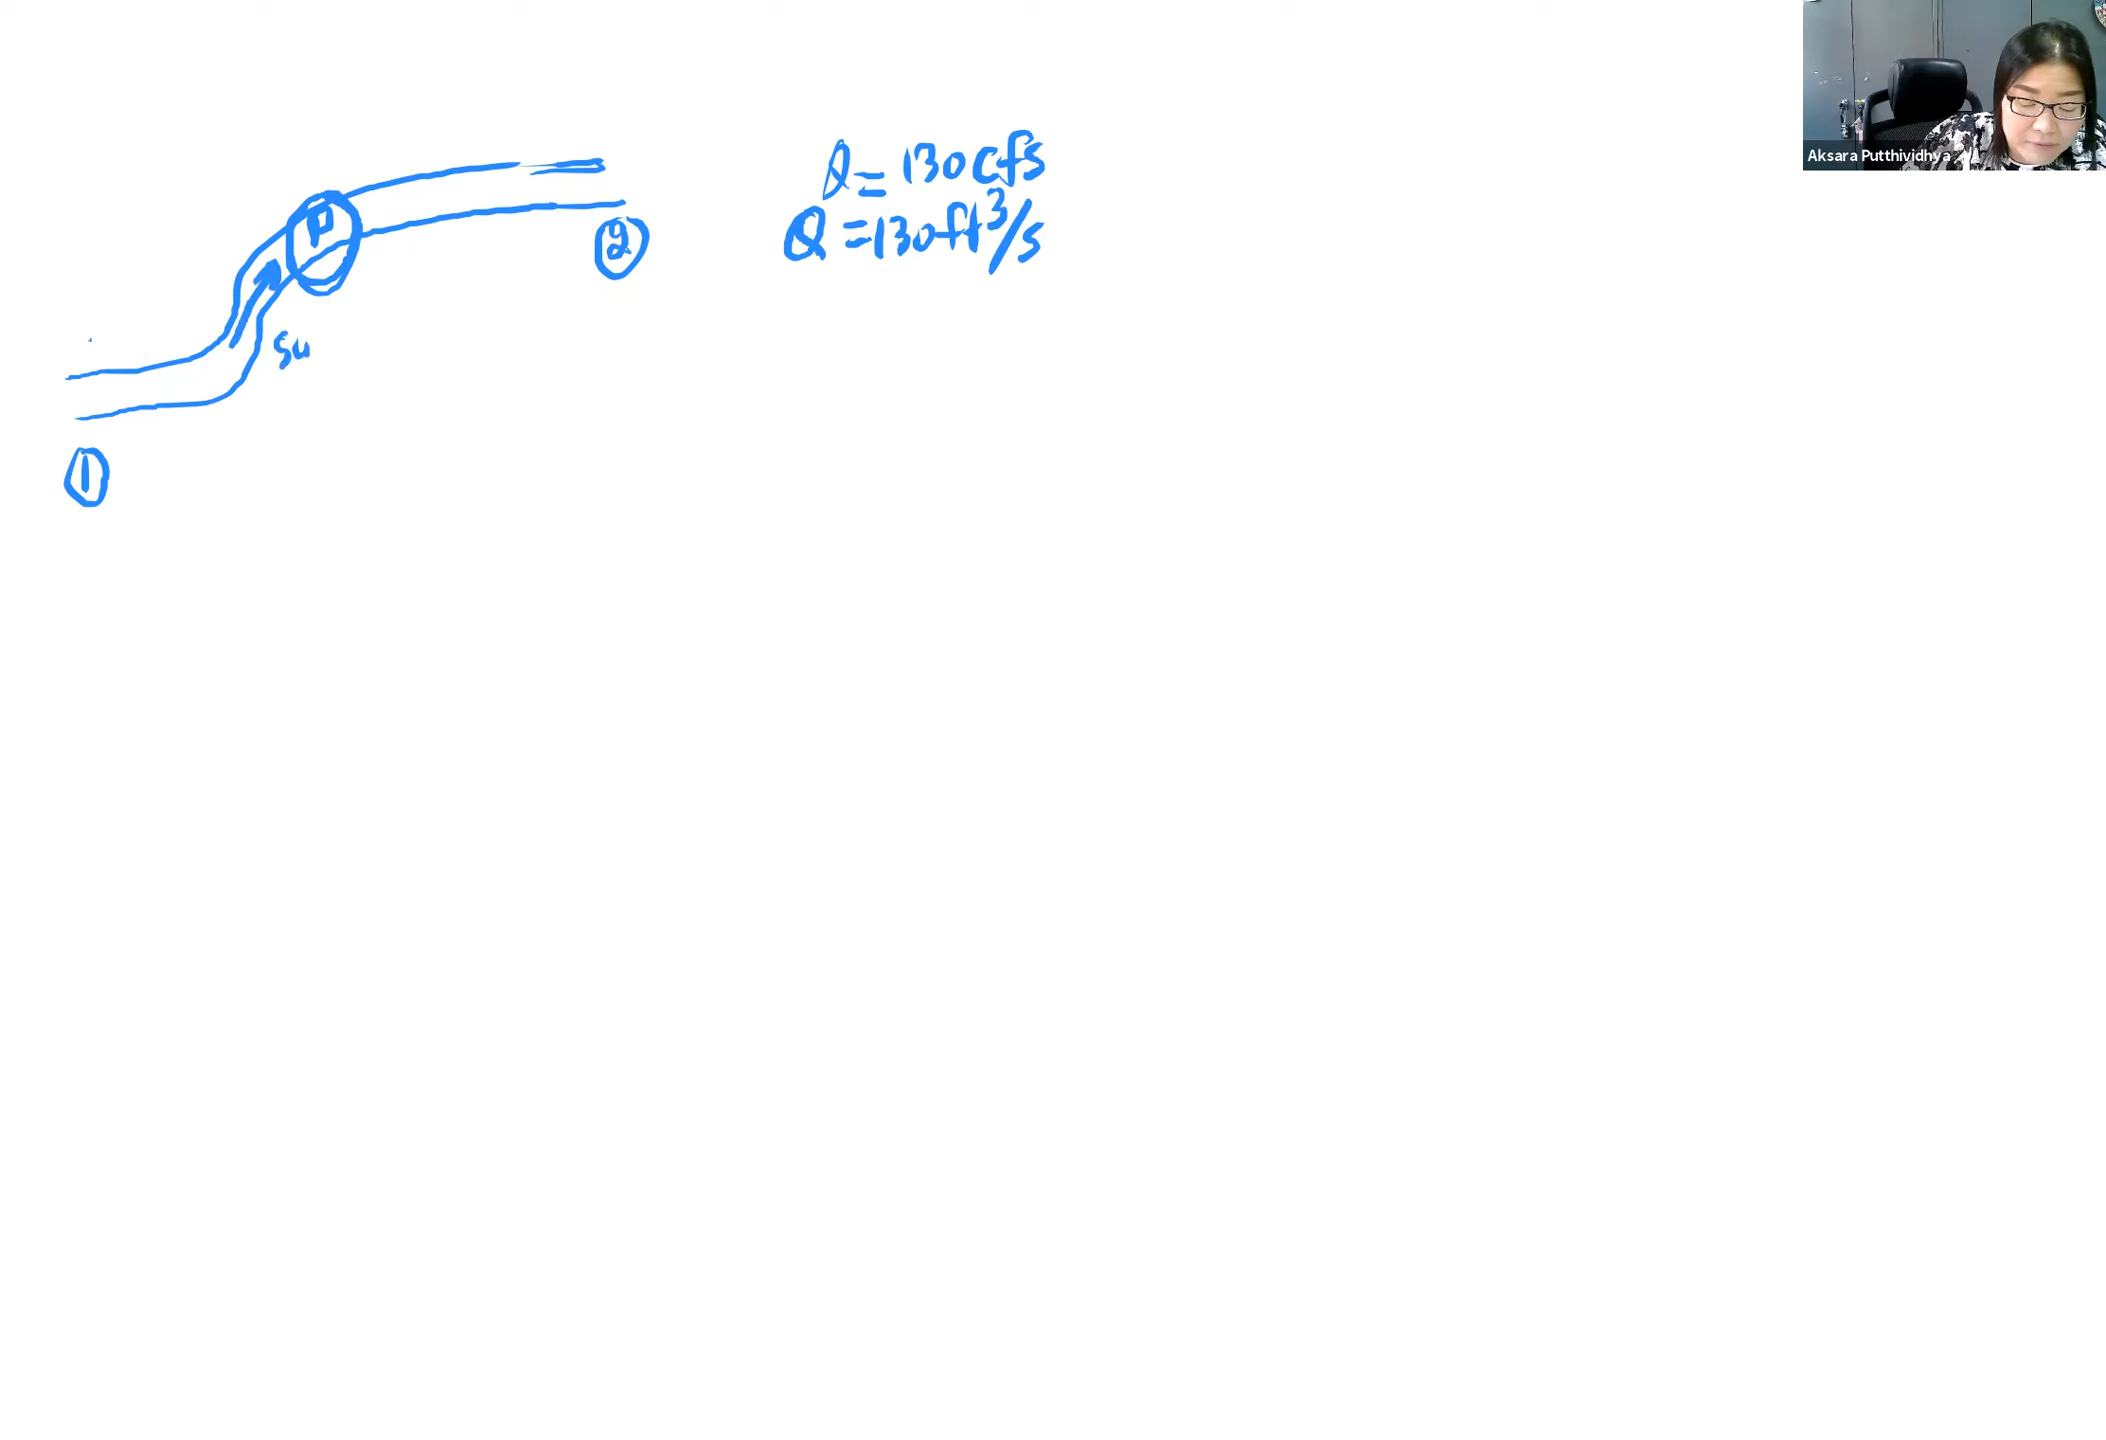 Q = 130 cfs
Q = 130 ft³/s
P
2
Su
1
Aksara Putthividhya